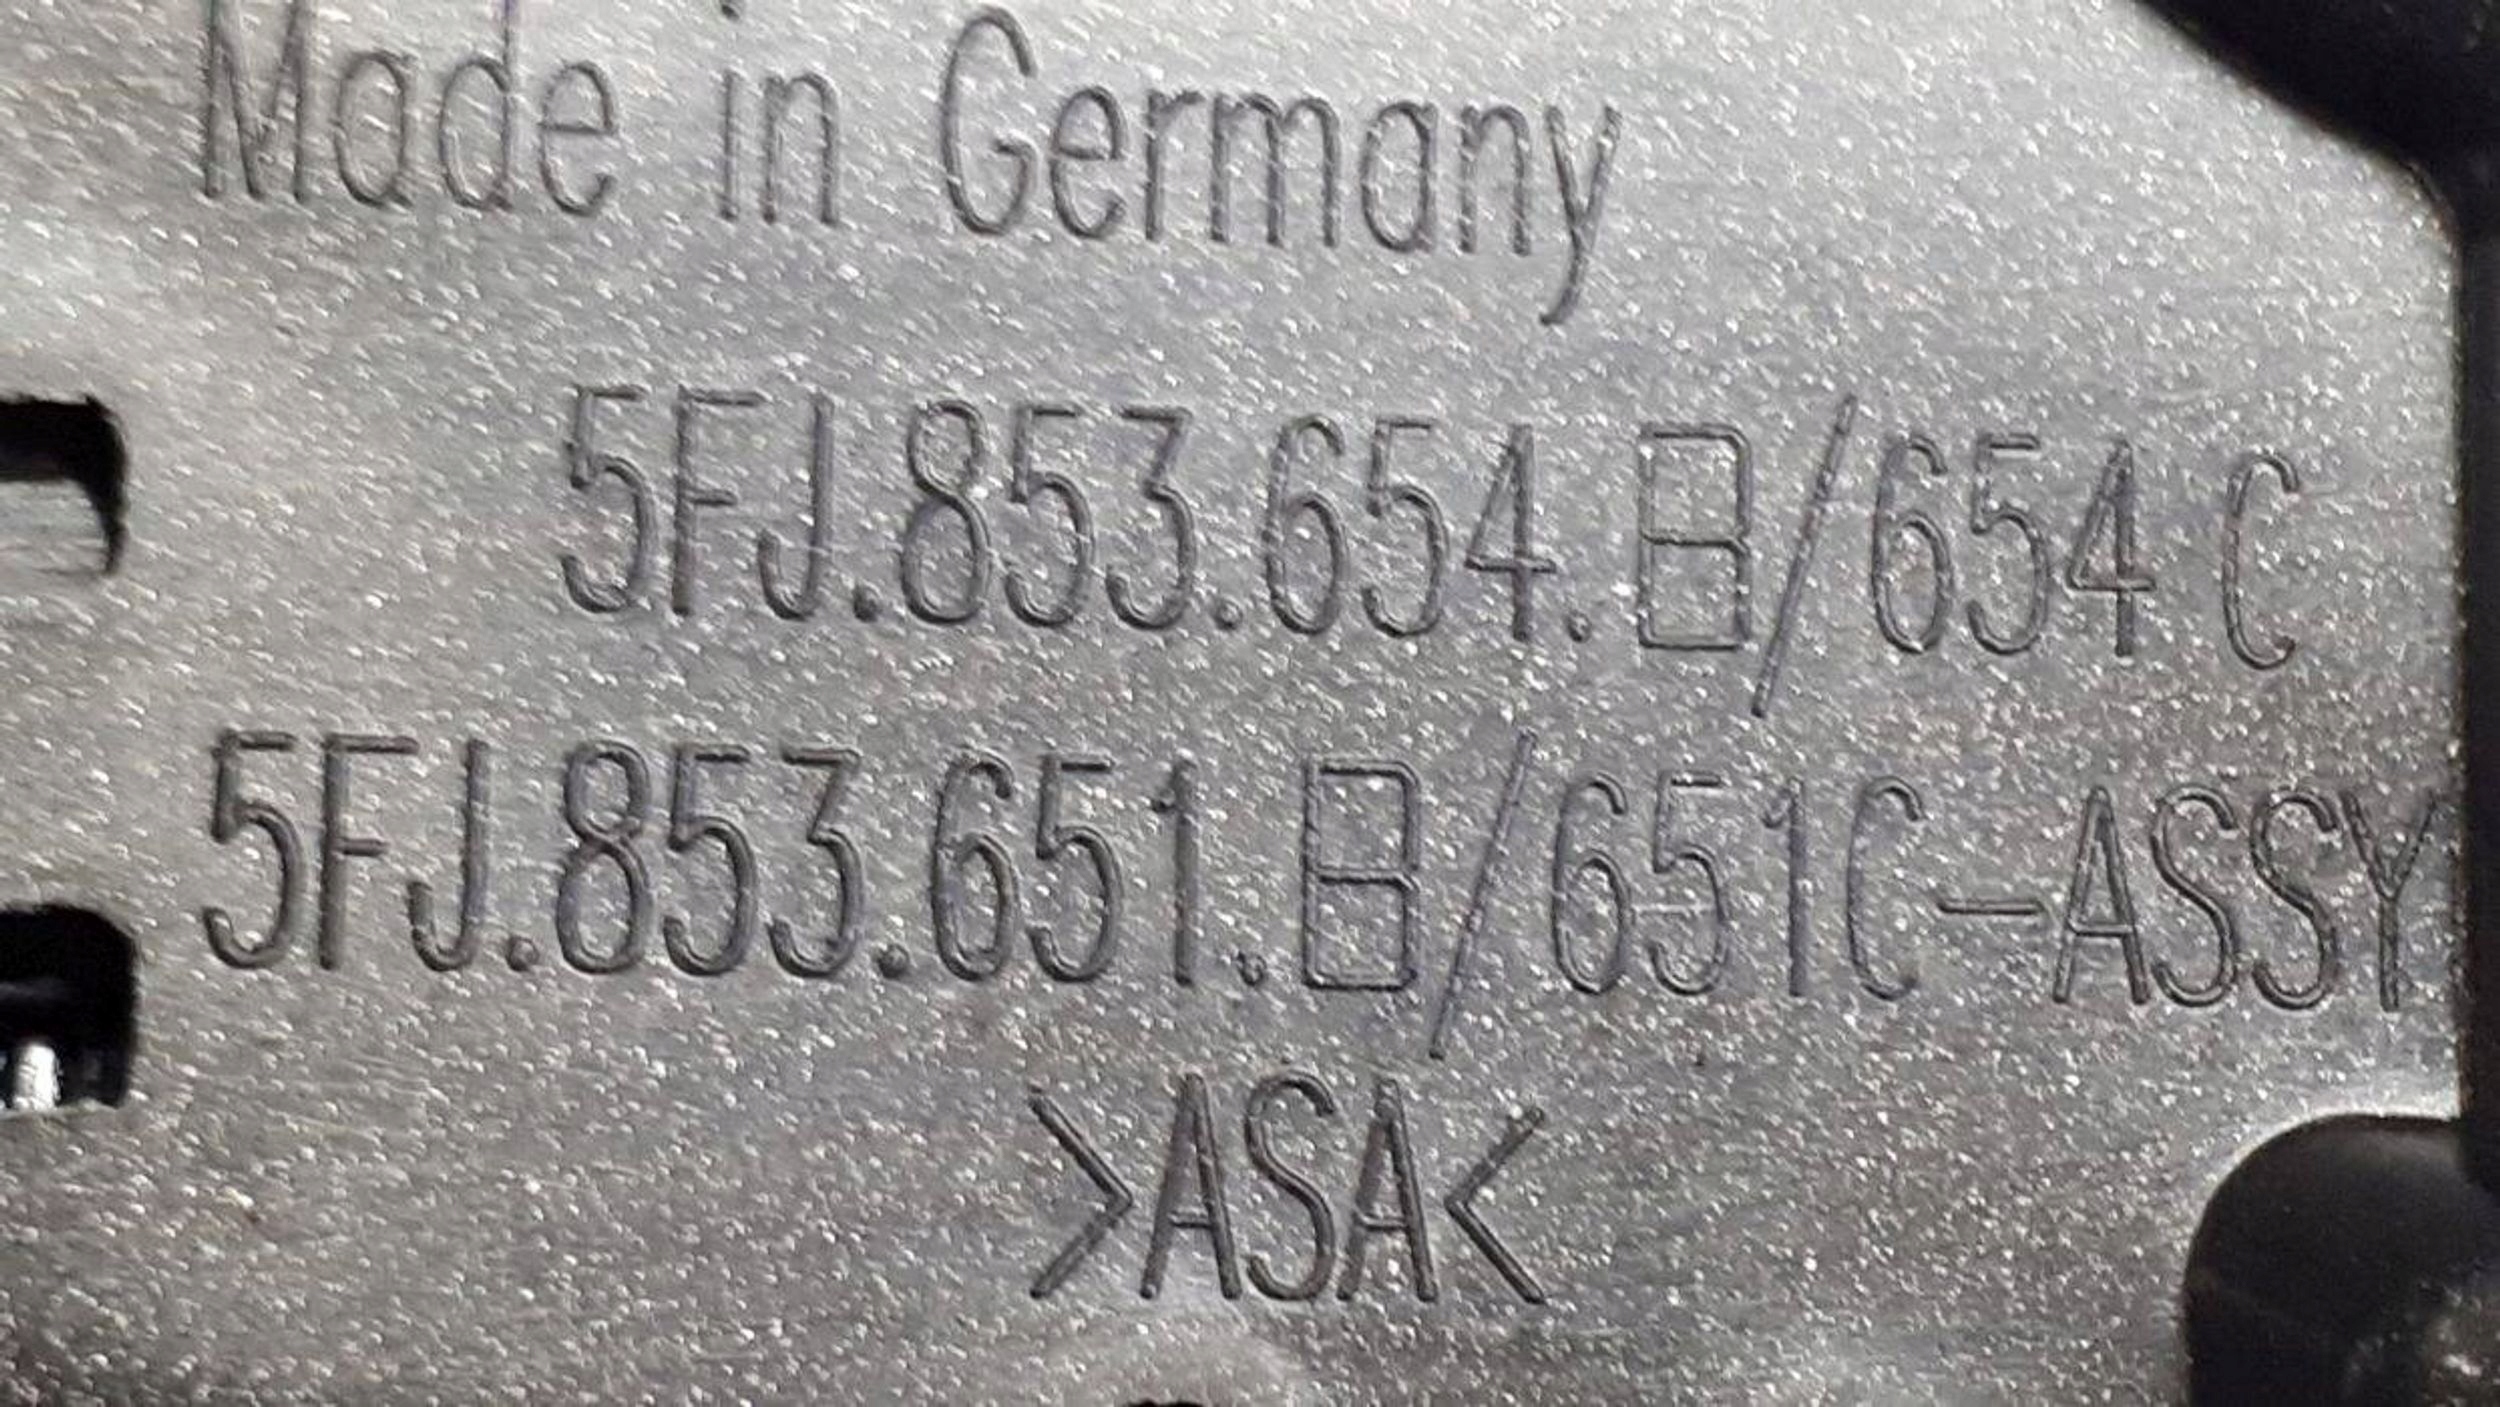 Made in Germany
5FJ.853.654.B/654 C
5FJ.853.651.B/651C-ASSY
>ASA<